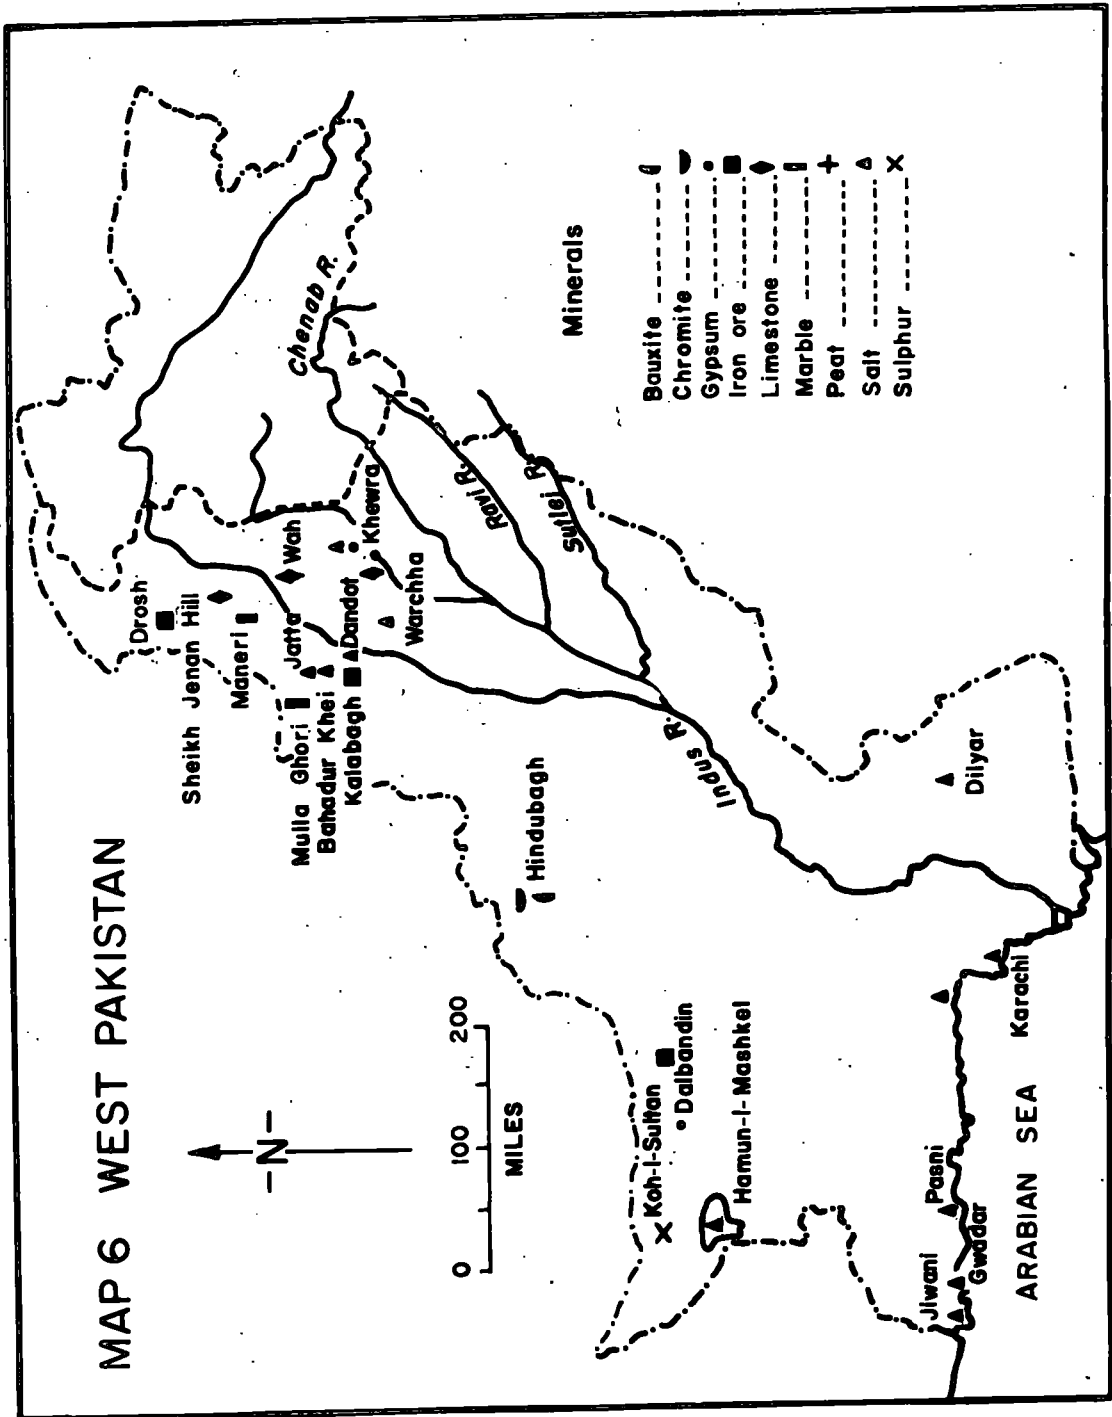 MAP 6 WEST PAKISTAN
-N-
0 100 200
MILES
Drosh
Sheikh Jenan Hill
Maneri
Wah
Jatta
Mulla Ghori
Bahadur Khel
Kalabagh
Dandot
Khewra
Warchha
Chenab R.
Ravi R.
Sutlej R.
Indus R.
Hindubagh
Koh-I-Sultan
Dalbandin
Hamun-I-Mashkel
Dilyar
Karachi
Pasni
Gwadar
Jiwani
ARABIAN SEA
Minerals
Bauxite
Chromite
Gypsum
Iron ore
Limestone
Marble
Peat
Salt
Sulphur